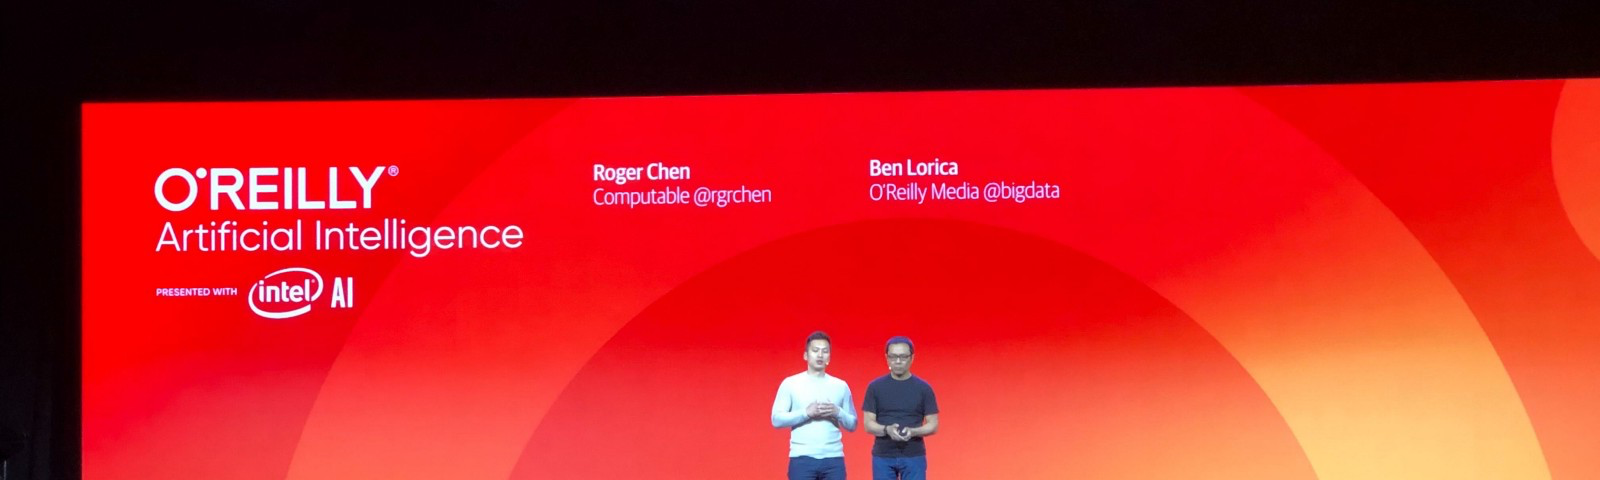 O'REILLY®
Artificial Intelligence
PRESENTED WITH intel® AI
Roger Chen
Computable @rgrchen
Ben Lorica
O'Reilly Media @bigdata